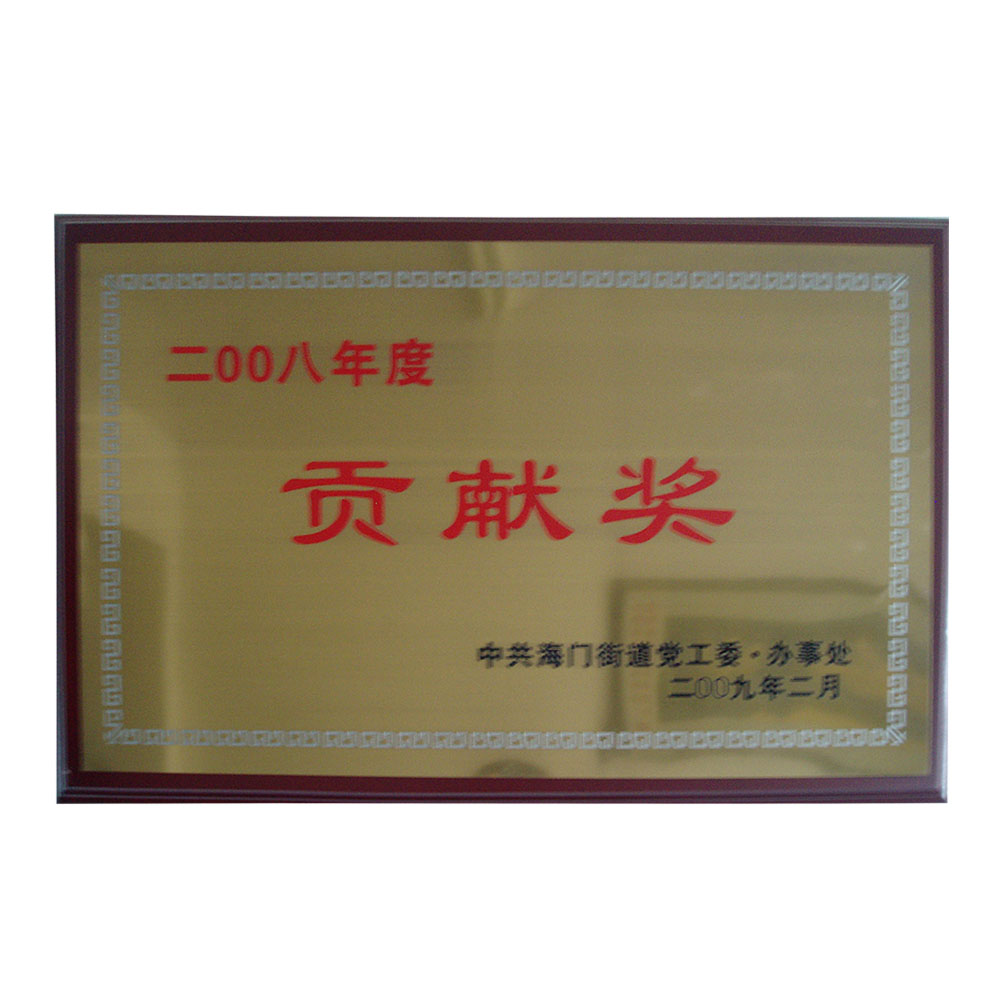 二00八年度
贡献奖
中共海门街道党工委·办事处
二00九年二月